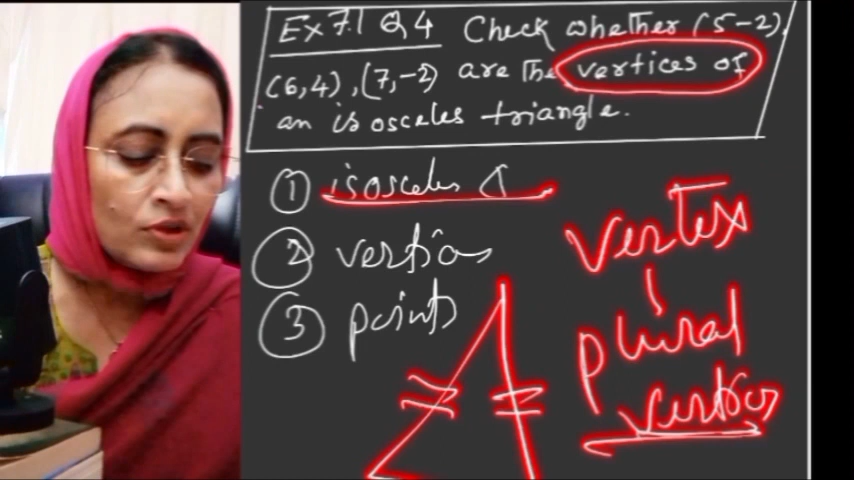 Ex 7.1 Q 4 Check whether (5-2),
(6,4), (7,-2) are the vertices of
an isosceles triangle.
① isosceles Δ
② vertices
③ points
vertex
plural
vertices